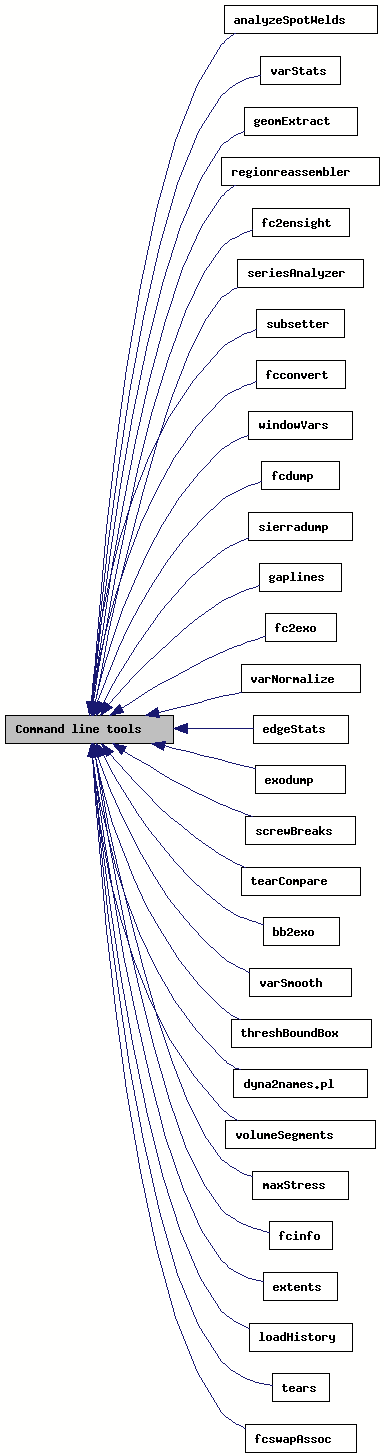 analyzeSpotWelds
varStats
geomExtract
regionreassembler
fc2ensight
seriesAnalyzer
subsetter
fcconvert
windowVars
fcdump
sierradump
gaplines
fc2exo
varNormalize
Command line tools
edgeStats
exodump
screwBreaks
tearCompare
bb2exo
varSmooth
threshBoundBox
dyna2names.pl
volumeSegments
maxStress
fcinfo
extents
loadHistory
tears
fcswapAssoc